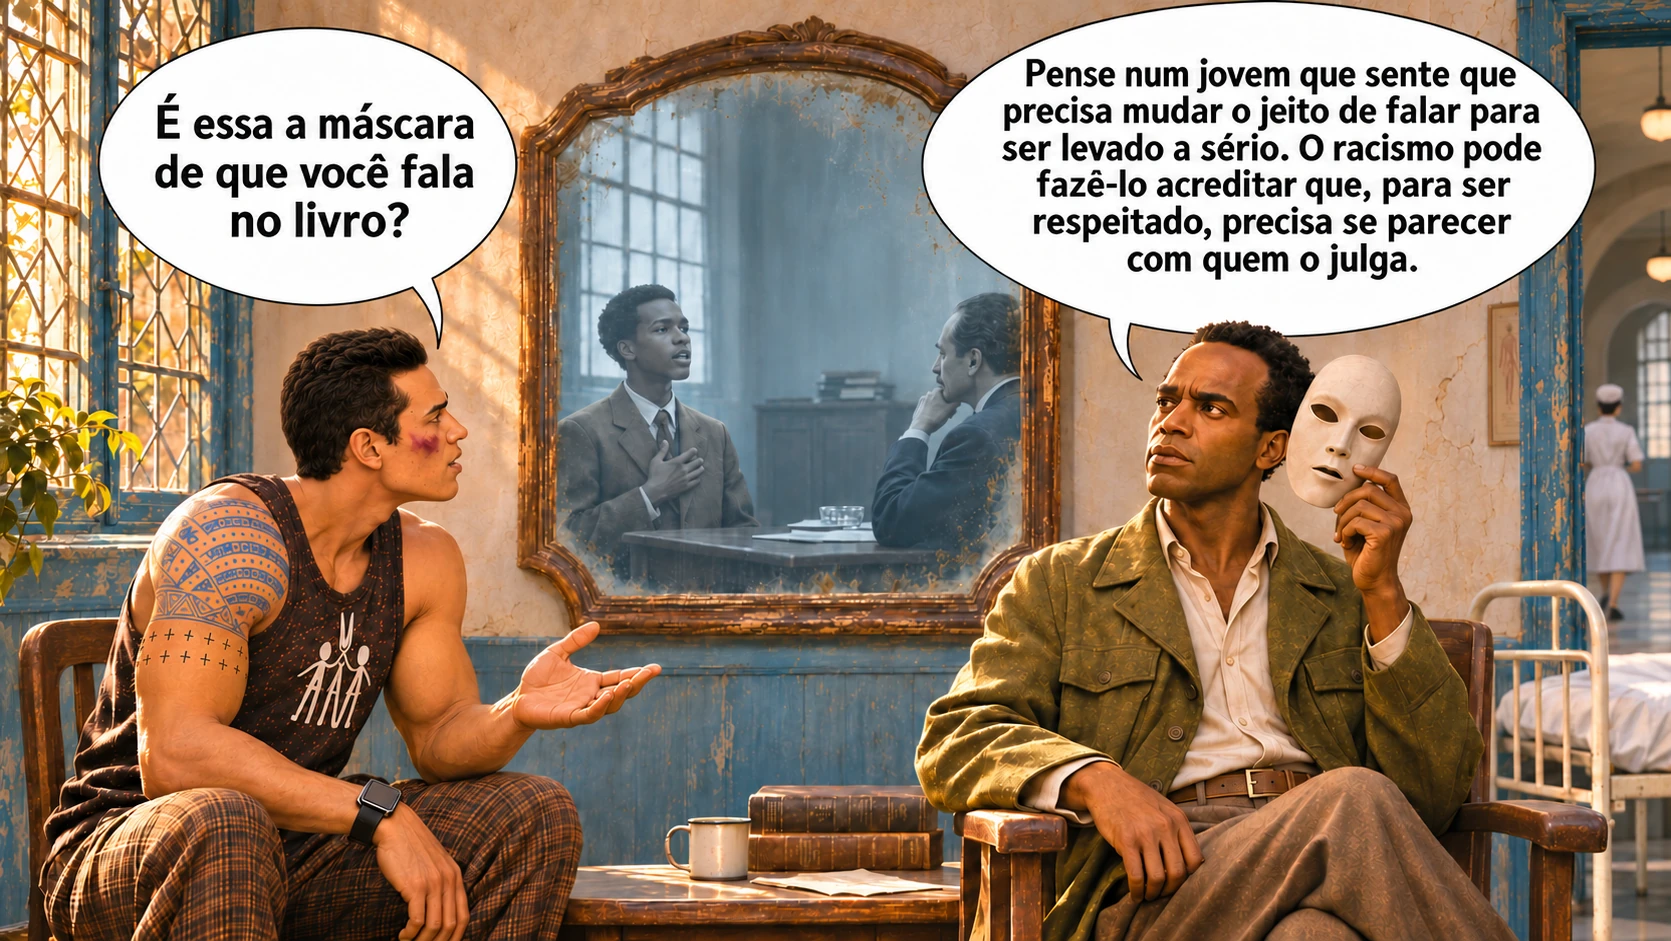 É essa a máscara
de que você fala
no livro?
Pense num jovem que sente que
precisa mudar o jeito de falar para
ser levado a sério. O racismo pode
fazê-lo acreditar que, para ser
respeitado, precisa se parecer
com quem o julga.